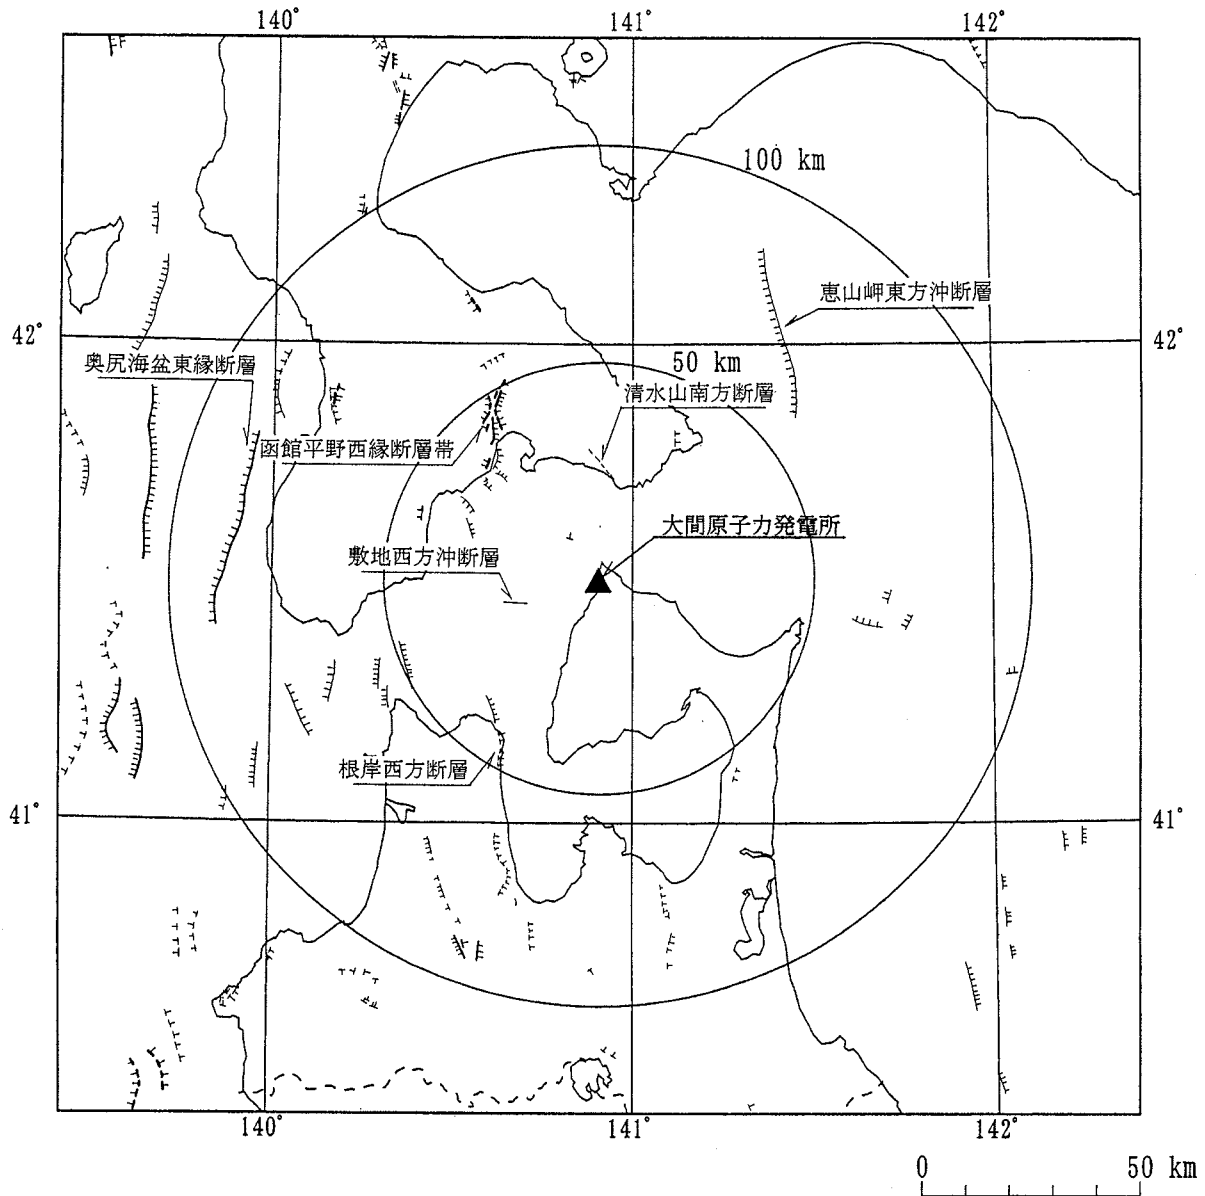 140°
141°
142°
100 km
恵山岬東方沖断層
42°
42°
奥尻海盆東縁断層
50 km
清水山南方断層
函館平野西縁断層帯
大間原子力発電所
敷地西方沖断層
根岸西方断層
41°
41°
140°
141°
142°
0
50 km